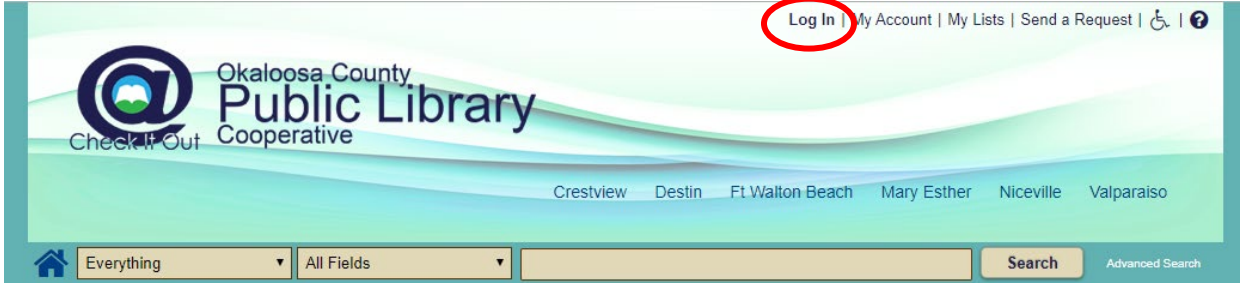 Log In | My Account | My Lists | Send a Request | | ?
Okaloosa County
Public Library
Cooperative
@
Check It Out
Crestview Destin Ft Walton Beach Mary Esther Niceville Valparaiso
Everything All Fields Search Advanced Search